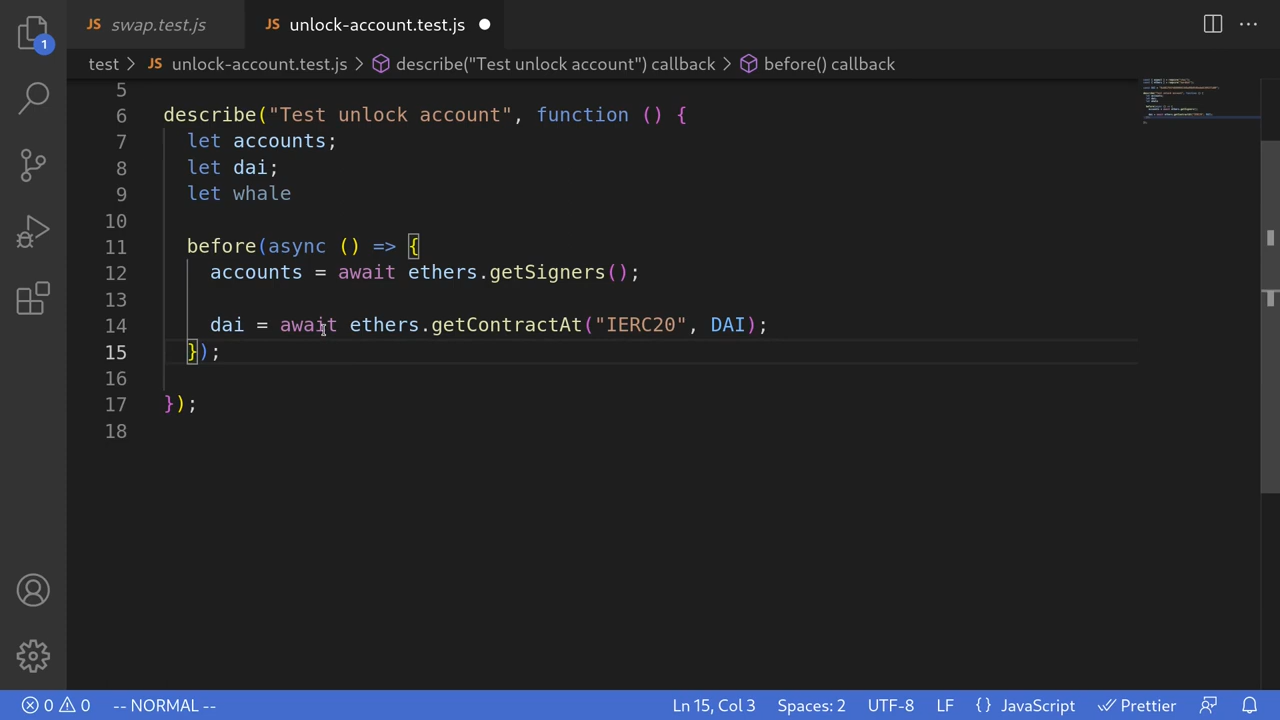 JS swap.test.js JS unlock-account.test.js
1
test > JS unlock-account.test.js > describe("Test unlock account") callback > before() callback
5
6 describe("Test unlock account", function () {
7 let accounts;
8 let dai;
9 let whale
10
11 before(async () => {
12 accounts = await ethers.getSigners();
13
14 dai = await ethers.getContractAt("IERC20", DAI);
15 });
16
17 });
18
0 0 -- NORMAL -- Ln 15, Col 3 Spaces: 2 UTF-8 LF {} JavaScript Prettier